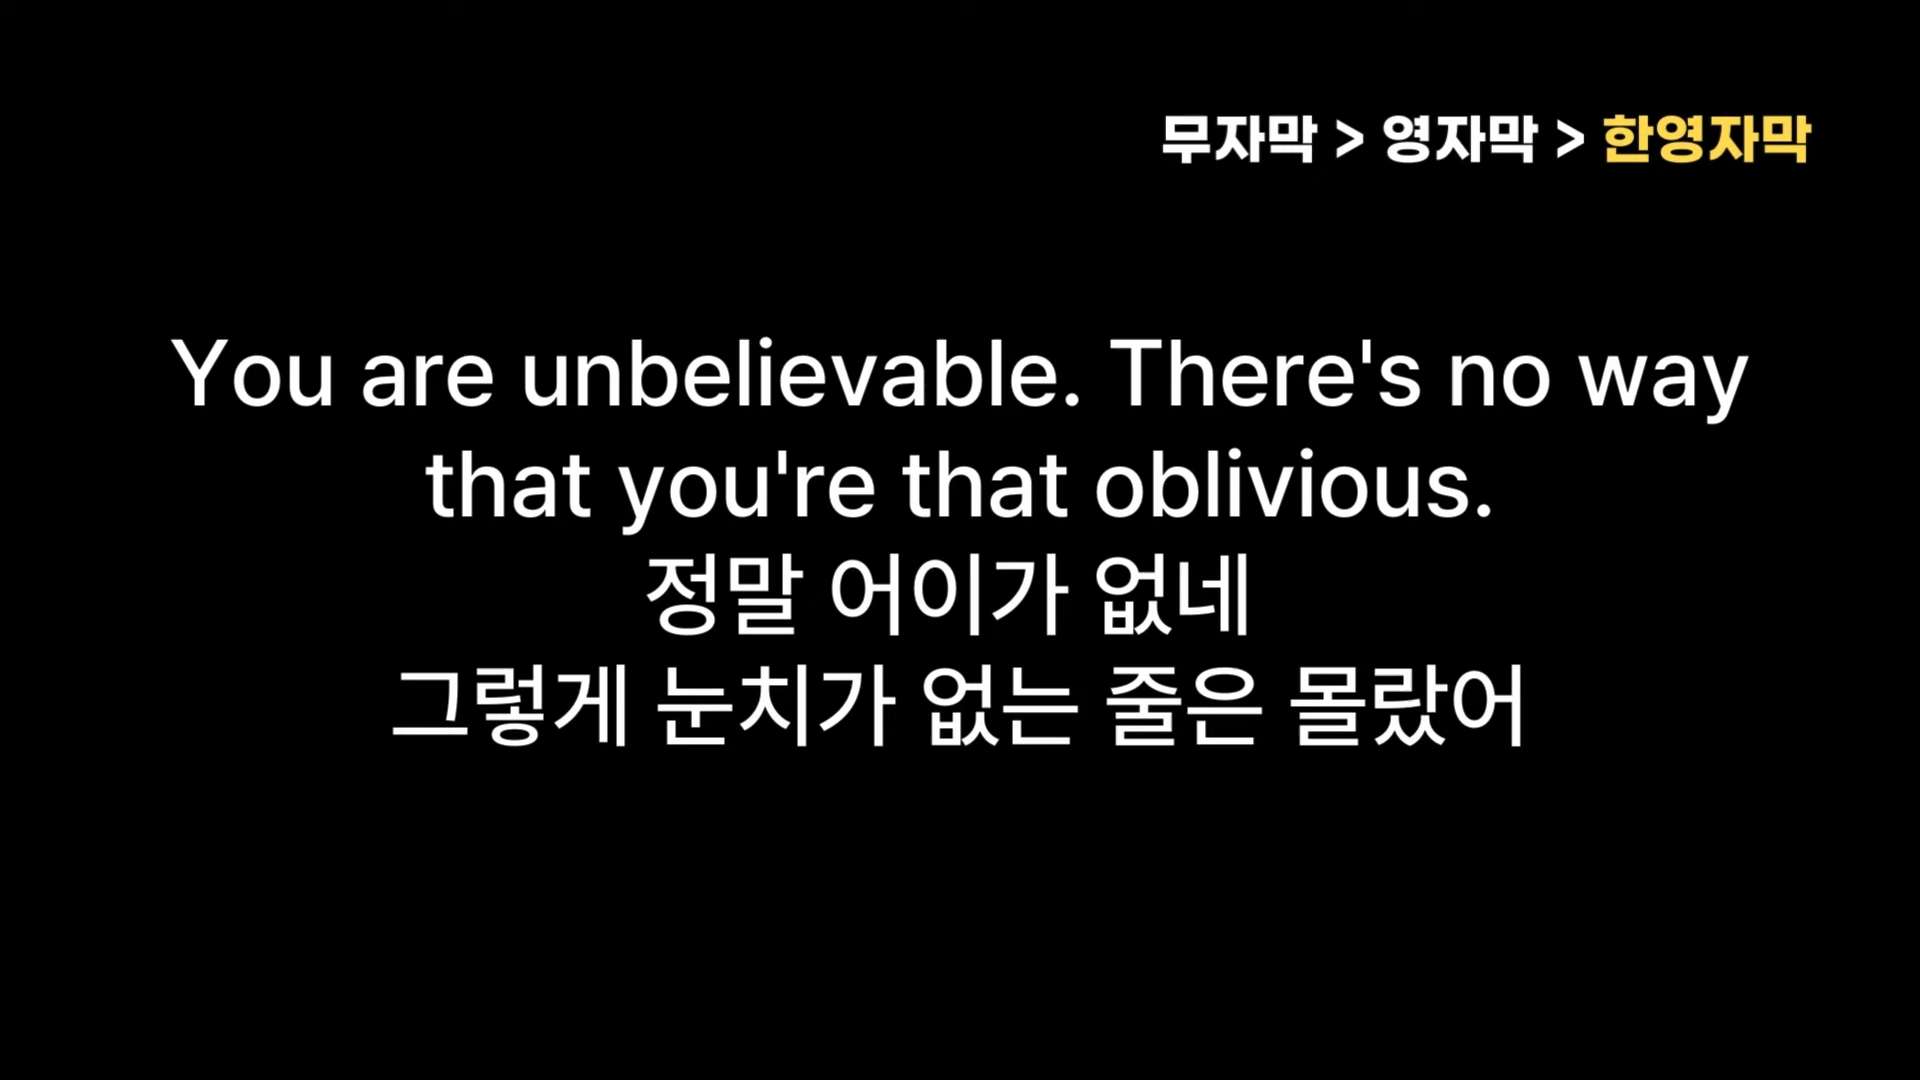 무자막 > 영자막 > 한영자막
You are unbelievable. There's no way
that you're that oblivious.
정말 어이가 없네
그렇게 눈치가 없는 줄은 몰랐어